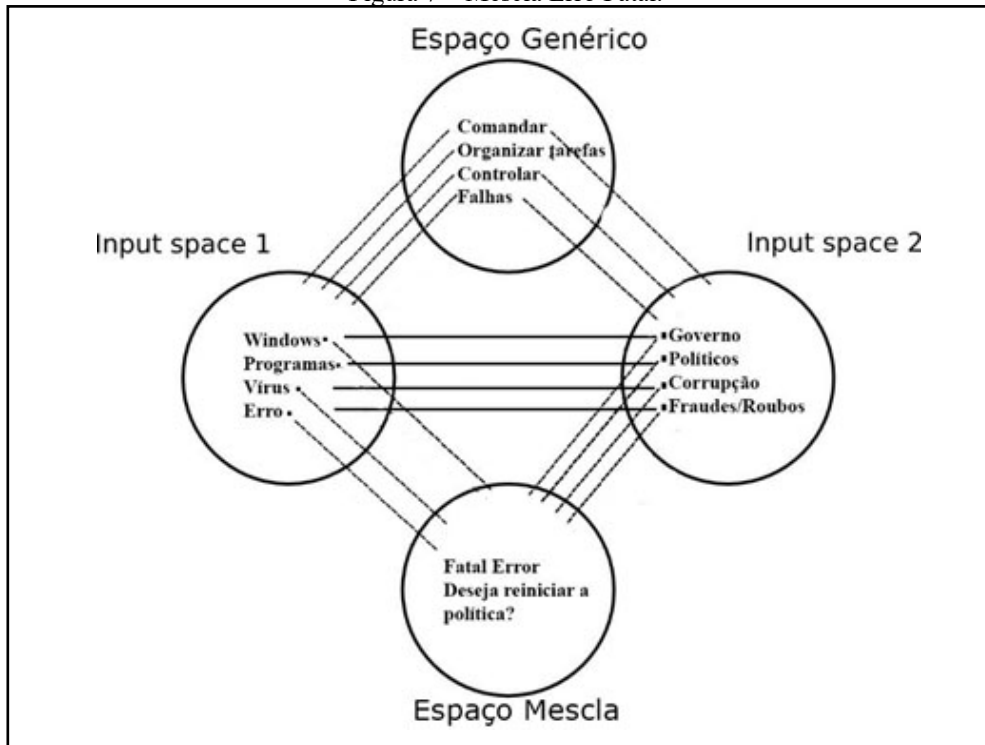 Espaço Genérico
Comandar
Organizar tarefas
Controlar
Falhas
Input space 1
Input space 2
Windows
Programas
Vírus
Erro
Governo
Políticos
Corrupção
Fraudes/Roubos
Fatal Error
Deseja reiniciar a
política?
Espaço Mescla